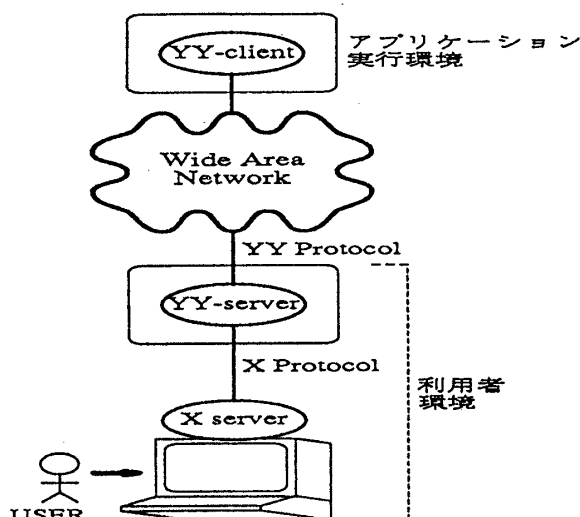 YY-client
アプリケーション
実行環境
Wide Area
Network
YY Protocol
YY-server
X Protocol
利用者
環境
X server
USER